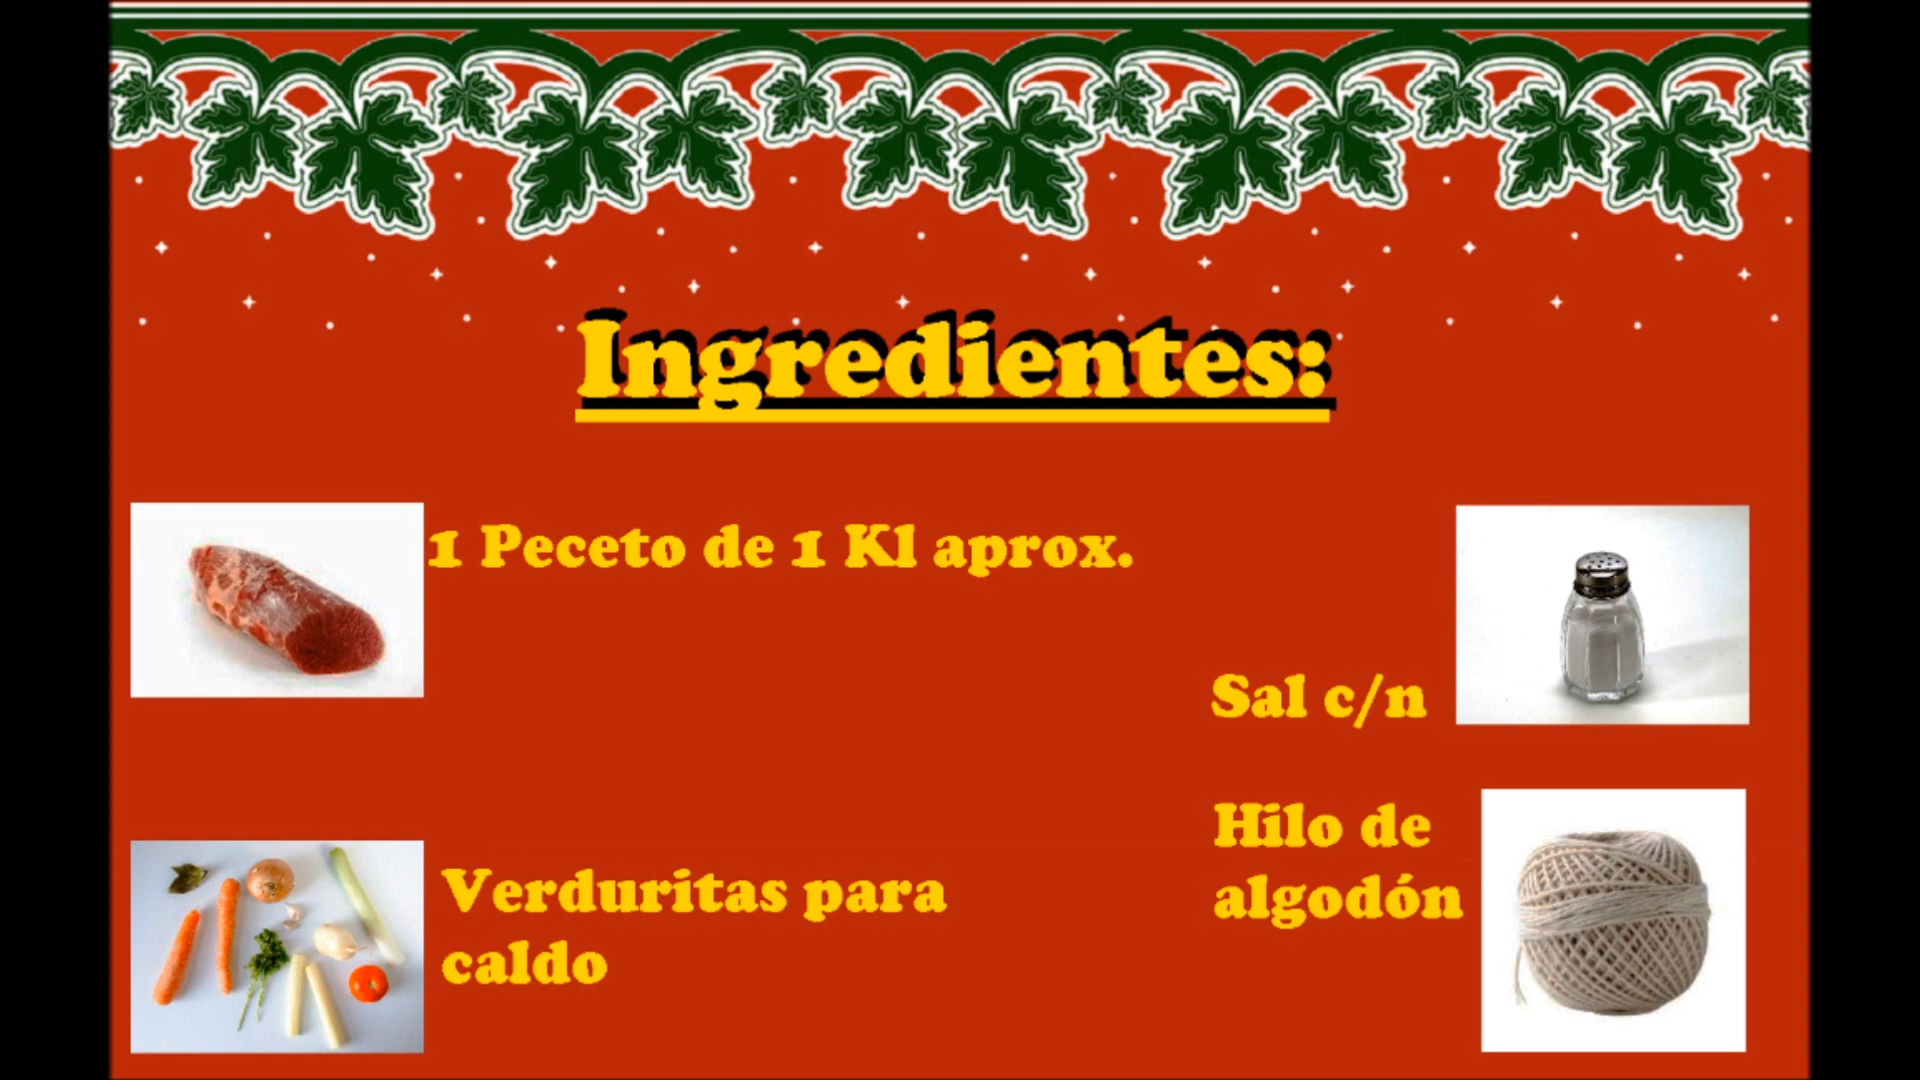 Ingredientes:
1 Peceto de 1 Kl aprox.
Sal c/n
Verduritas para
caldo
Hilo de
algodón